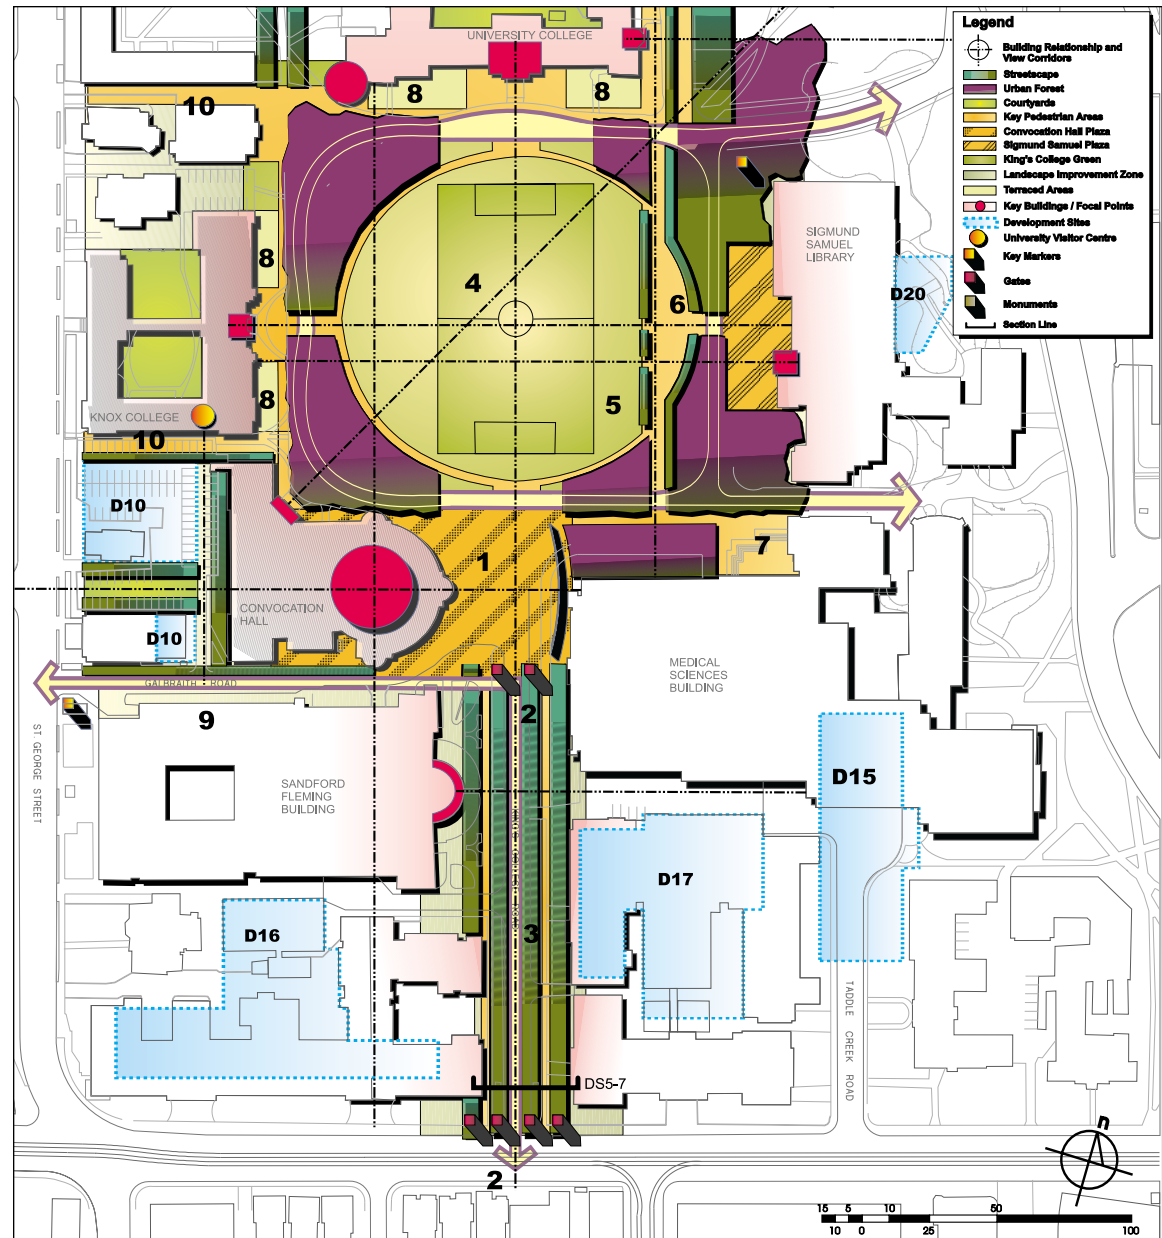 UNIVERSITY COLLEGE
Legend
Building Relationship and
View Corridors
Streetscape
Urban Forest
Courtyards
Key Pedestrian Areas
Convocation Hall Plaza
Sigmund Samuel Plaza
King's College Green
Landscape Improvement Zone
Terraced Areas
Key Buildings / Focal Points
Development Sites
University Visitor Centre
Key Markers
Gates
Monuments
Section Line
10
8
8
SIGMUND
SAMUEL
LIBRARY
8
4
6
D20
8
5
KNOX COLLEGE
10
D10
1
7
CONVOCATION
HALL
D10
MEDICAL
SCIENCES
BUILDING
GALBRAITH ROAD
2
9
ST. GEORGE STREET
SANDFORD
FLEMING
BUILDING
D15
D17
D16
3
TADDLE CREEK ROAD
DS5-7
2
n
15 5 10 50
10 0 25 100